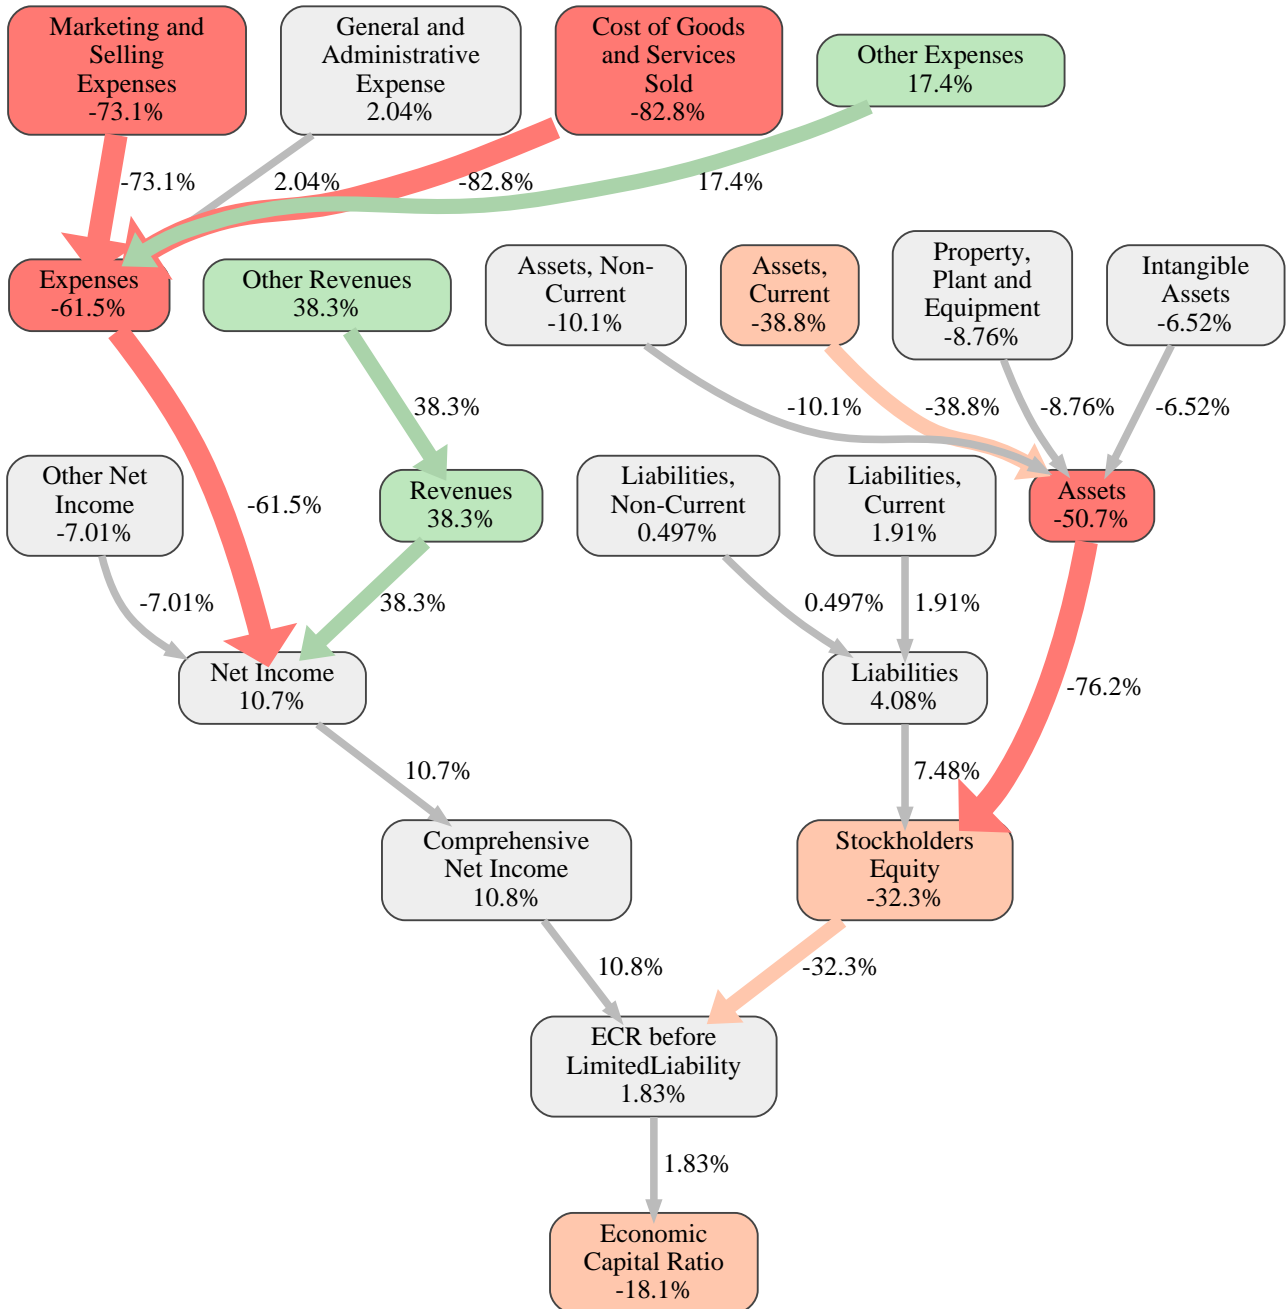 Marketing and
Selling
Expenses
-73.1%
General and
Administrative
Expense
2.04%
Cost of Goods
and Services
Sold
-82.8%
Other Expenses
17.4%
-73.1%
2.04%
-82.8%
17.4%
Expenses
-61.5%
Other Revenues
38.3%
Assets, Non-
Current
-10.1%
Assets,
Current
-38.8%
Property,
Plant and
Equipment
-8.76%
Intangible
Assets
-6.52%
38.3%
-10.1%
-38.8%
-8.76%
-6.52%
Other Net
Income
-7.01%
-61.5%
Revenues
38.3%
Liabilities,
Non-Current
0.497%
Liabilities,
Current
1.91%
Assets
-50.7%
-7.01%
38.3%
0.497%
1.91%
Net Income
10.7%
Liabilities
4.08%
-76.2%
10.7%
7.48%
Comprehensive
Net Income
10.8%
Stockholders
Equity
-32.3%
10.8%
-32.3%
ECR before
LimitedLiability
1.83%
1.83%
Economic
Capital Ratio
-18.1%